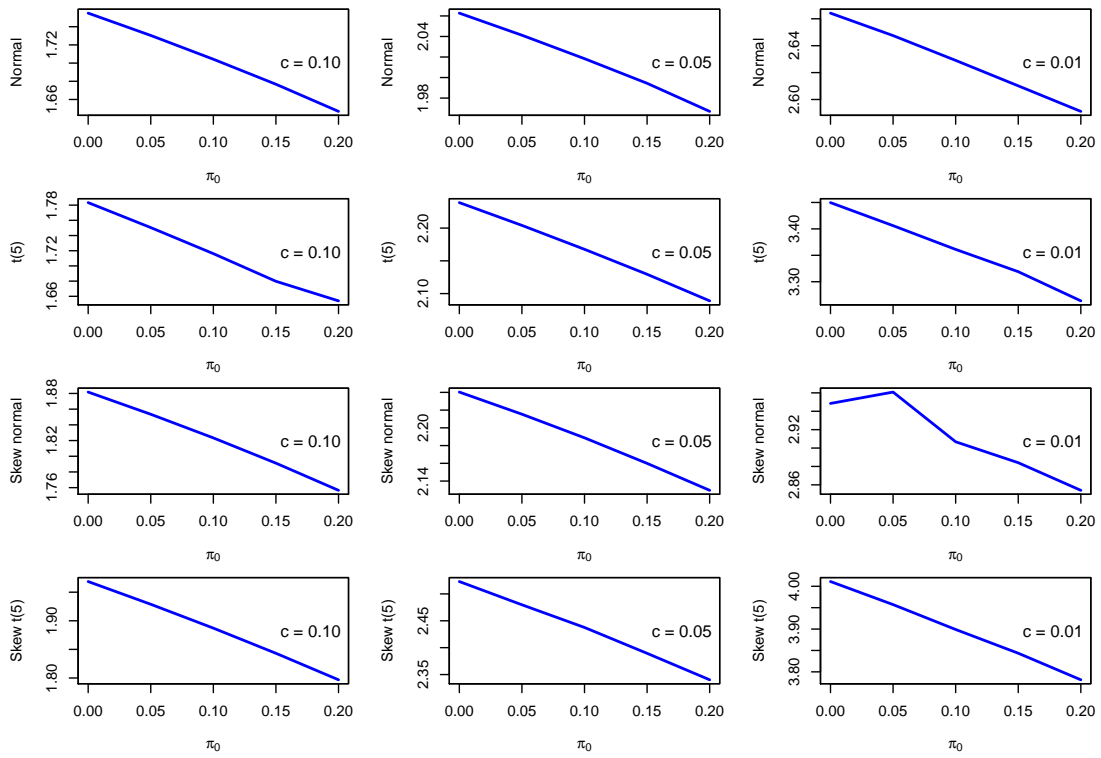 Normal
1.66 1.72
c = 0.10
0.00 0.05 0.10 0.15 0.20
π0
Normal
1.98 2.04
c = 0.05
0.00 0.05 0.10 0.15 0.20
π0
Normal
2.60 2.64
c = 0.01
0.00 0.05 0.10 0.15 0.20
π0
t(5)
1.66 1.72 1.78
c = 0.10
0.00 0.05 0.10 0.15 0.20
π0
t(5)
2.10 2.20
c = 0.05
0.00 0.05 0.10 0.15 0.20
π0
t(5)
3.30 3.40
c = 0.01
0.00 0.05 0.10 0.15 0.20
π0
Skew normal
1.76 1.82 1.88
c = 0.10
0.00 0.05 0.10 0.15 0.20
π0
Skew normal
2.14 2.20
c = 0.05
0.00 0.05 0.10 0.15 0.20
π0
Skew normal
2.86 2.92
c = 0.01
0.00 0.05 0.10 0.15 0.20
π0
Skew t(5)
1.80 1.90
c = 0.10
0.00 0.05 0.10 0.15 0.20
π0
Skew t(5)
2.35 2.45
c = 0.05
0.00 0.05 0.10 0.15 0.20
π0
Skew t(5)
3.80 3.90 4.00
c = 0.01
0.00 0.05 0.10 0.15 0.20
π0